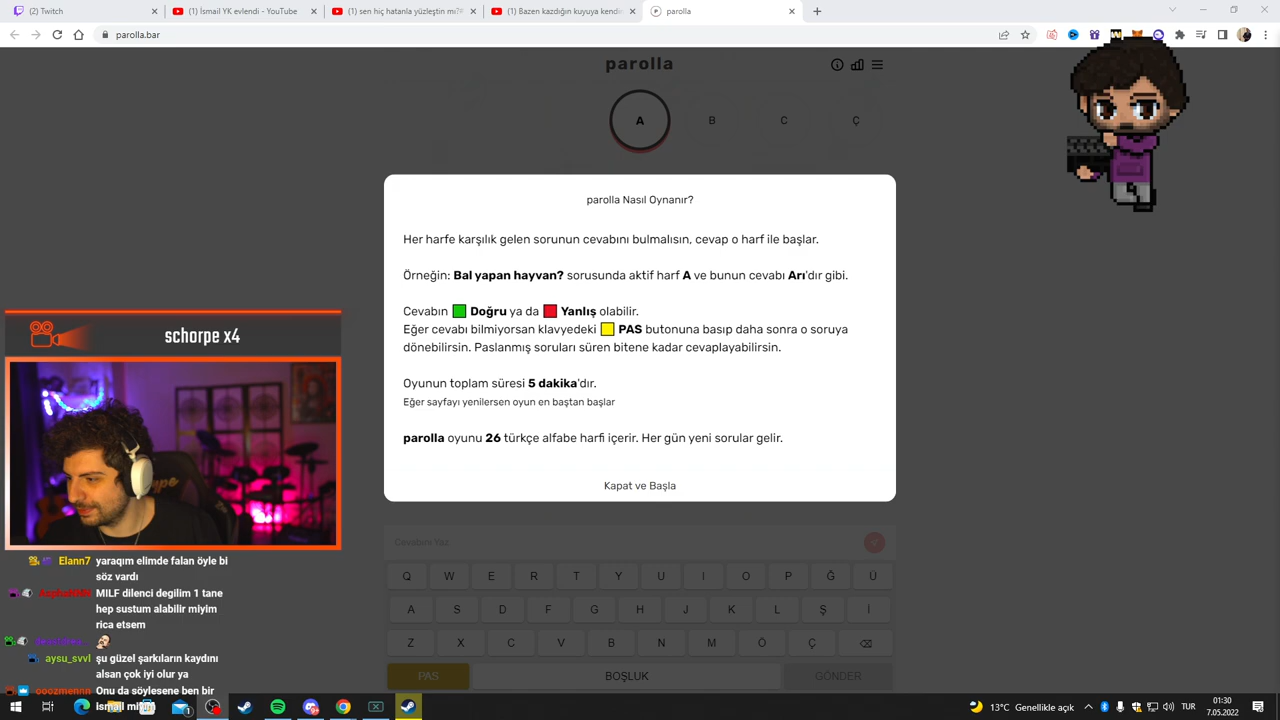 (2) Twitch
(1) İsmail YK evlendi - YouTube
(1) sen hiç hatanla yüzleştin mi?
(1) Bazen kazdığın kuyuya kendi
parolla
parolla.bar
parolla
A B C Ç
parolla Nasıl Oynanır?
Her harfe karşılık gelen sorunun cevabını bulmalısın, cevap o harf ile başlar.
Örneğin: Bal yapan hayvan? sorusunda aktif harf A ve bunun cevabı Arı'dır gibi.
Cevabın Doğru ya da Yanlış olabilir.
Eğer cevabı bilmiyorsan klavyedeki PAS butonuna basıp daha sonra o soruya
dönebilirsin. Paslanmış soruları süren bitene kadar cevaplayabilirsin.
Oyunun toplam süresi 5 dakika'dır.
Eğer sayfayı yenilersen oyun en baştan başlar
parolla oyunu 26 türkçe alfabe harfi içerir. Her gün yeni sorular gelir.
Kapat ve Başla
schorpe x4
Elann7 yaraqım elimde falan öyle bi
söz vardı
MILF dilenci degilim 1 tane
hep sustum alabilir miyim
rica etsem
aysu_svvl şu güzel şarkıların kaydını
alsan çok iyi olur ya
ooozmennn Onu da söylesene ben bir
ismail mitim
Cevabını Yaz
Q W E R T Y U I O P Ğ Ü
A S D F G H J K L Ş İ
Z X C V B N M Ö Ç
PAS BOŞLUK GÖNDER
13°C Genellikle açık
TUR
01:30
7.05.2022